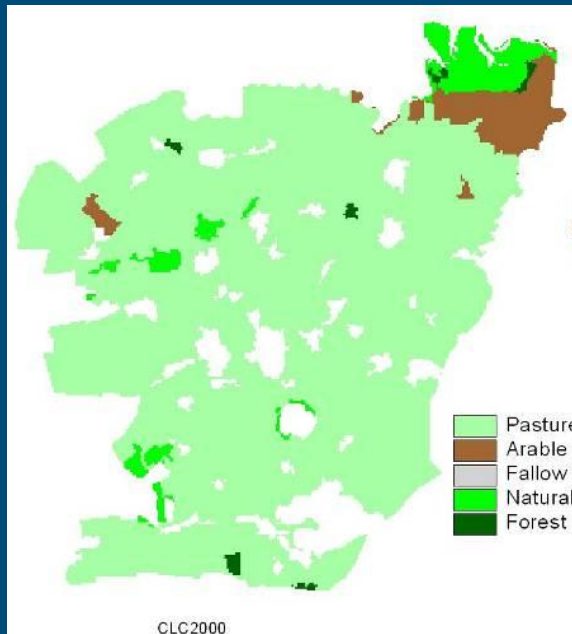 Pasture
Arable
Fallow
Natural
Forest
CLC2000